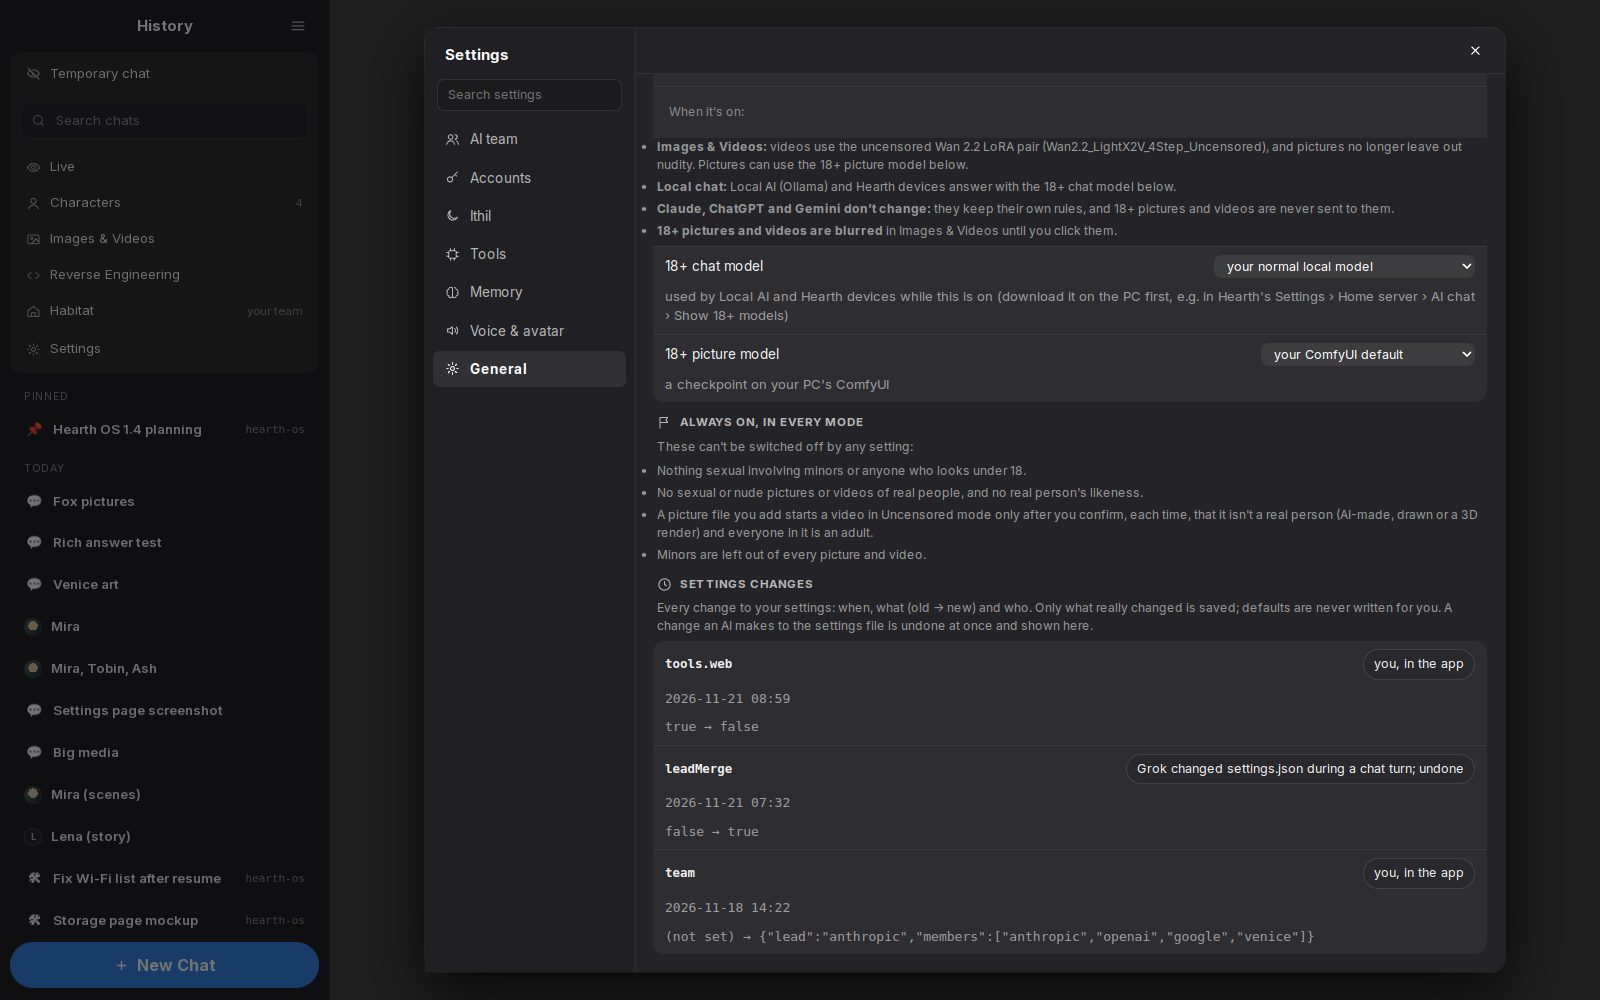 History
Temporary chat
Search chats
Live
Characters 4
Images & Videos
Reverse Engineering
Habitat your team
Settings
PINNED
Hearth OS 1.4 planning hearth-os
TODAY
Fox pictures
Rich answer test
Venice art
Mira
Mira, Tobin, Ash
Settings page screenshot
Big media
Mira (scenes)
L Lena (story)
Fix Wi-Fi list after resume hearth-os
Storage page mockup hearth-os
+ New Chat
Settings
Search settings
AI team
Accounts
Ithil
Tools
Memory
Voice & avatar
General
When it's on:
• Images & Videos: videos use the uncensored Wan 2.2 LoRA pair (Wan2.2_LightX2V_4Step_Uncensored), and pictures no longer leave out
nudity. Pictures can use the 18+ picture model below.
• Local chat: Local AI (Ollama) and Hearth devices answer with the 18+ chat model below.
• Claude, ChatGPT and Gemini don't change: they keep their own rules, and 18+ pictures and videos are never sent to them.
• 18+ pictures and videos are blurred in Images & Videos until you click them.
18+ chat model your normal local model
used by Local AI and Hearth devices while this is on (download it on the PC first, e.g. in Hearth's Settings › Home server › AI chat
› Show 18+ models)
18+ picture model your ComfyUI default
a checkpoint on your PC's ComfyUI
ALWAYS ON, IN EVERY MODE
These can't be switched off by any setting:
• Nothing sexual involving minors or anyone who looks under 18.
• No sexual or nude pictures or videos of real people, and no real person's likeness.
• A picture file you add starts a video in Uncensored mode only after you confirm, each time, that it isn't a real person (AI-made, drawn or a 3D
render) and everyone in it is an adult.
• Minors are left out of every picture and video.
SETTINGS CHANGES
Every change to your settings: when, what (old → new) and who. Only what really changed is saved; defaults are never written for you. A
change an AI makes to the settings file is undone at once and shown here.
tools.web you, in the app
2026-11-21 08:59
true → false
leadMerge Grok changed settings.json during a chat turn; undone
2026-11-21 07:32
false → true
team you, in the app
2026-11-18 14:22
(not set) → {"lead":"anthropic","members":["anthropic","openai","google","venice"]}